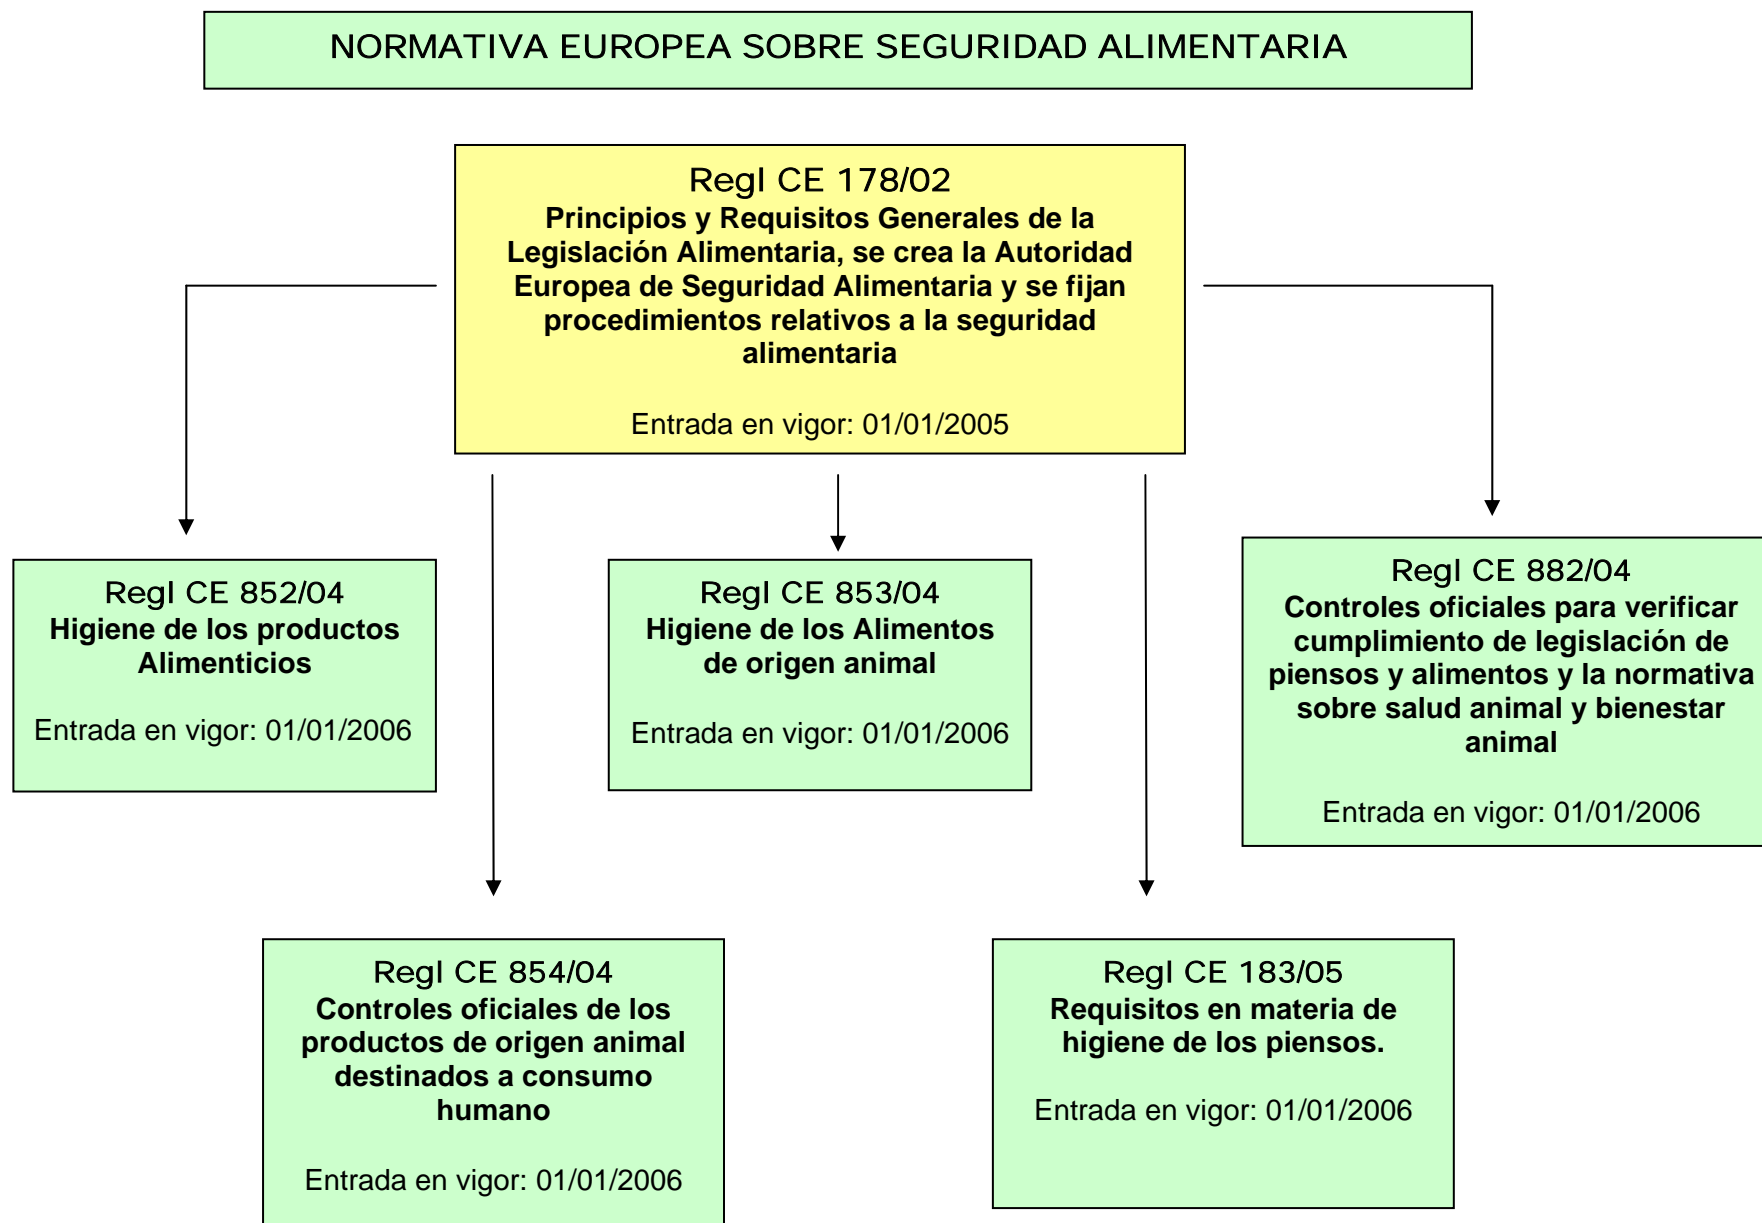 NORMATIVA EUROPEA SOBRE SEGURIDAD ALIMENTARIA
Regl CE 178/02
Principios y Requisitos Generales de la
Legislación Alimentaria, se crea la Autoridad
Europea de Seguridad Alimentaria y se fijan
procedimientos relativos a la seguridad
alimentaria
Entrada en vigor: 01/01/2005
Regl CE 852/04
Higiene de los productos
Alimenticios
Entrada en vigor: 01/01/2006
Regl CE 853/04
Higiene de los Alimentos
de origen animal
Entrada en vigor: 01/01/2006
Regl CE 882/04
Controles oficiales para verificar
cumplimiento de legislación de
piensos y alimentos y la normativa
sobre salud animal y bienestar
animal
Entrada en vigor: 01/01/2006
Regl CE 854/04
Controles oficiales de los
productos de origen animal
destinados a consumo
humano
Entrada en vigor: 01/01/2006
Regl CE 183/05
Requisitos en materia de
higiene de los piensos.
Entrada en vigor: 01/01/2006